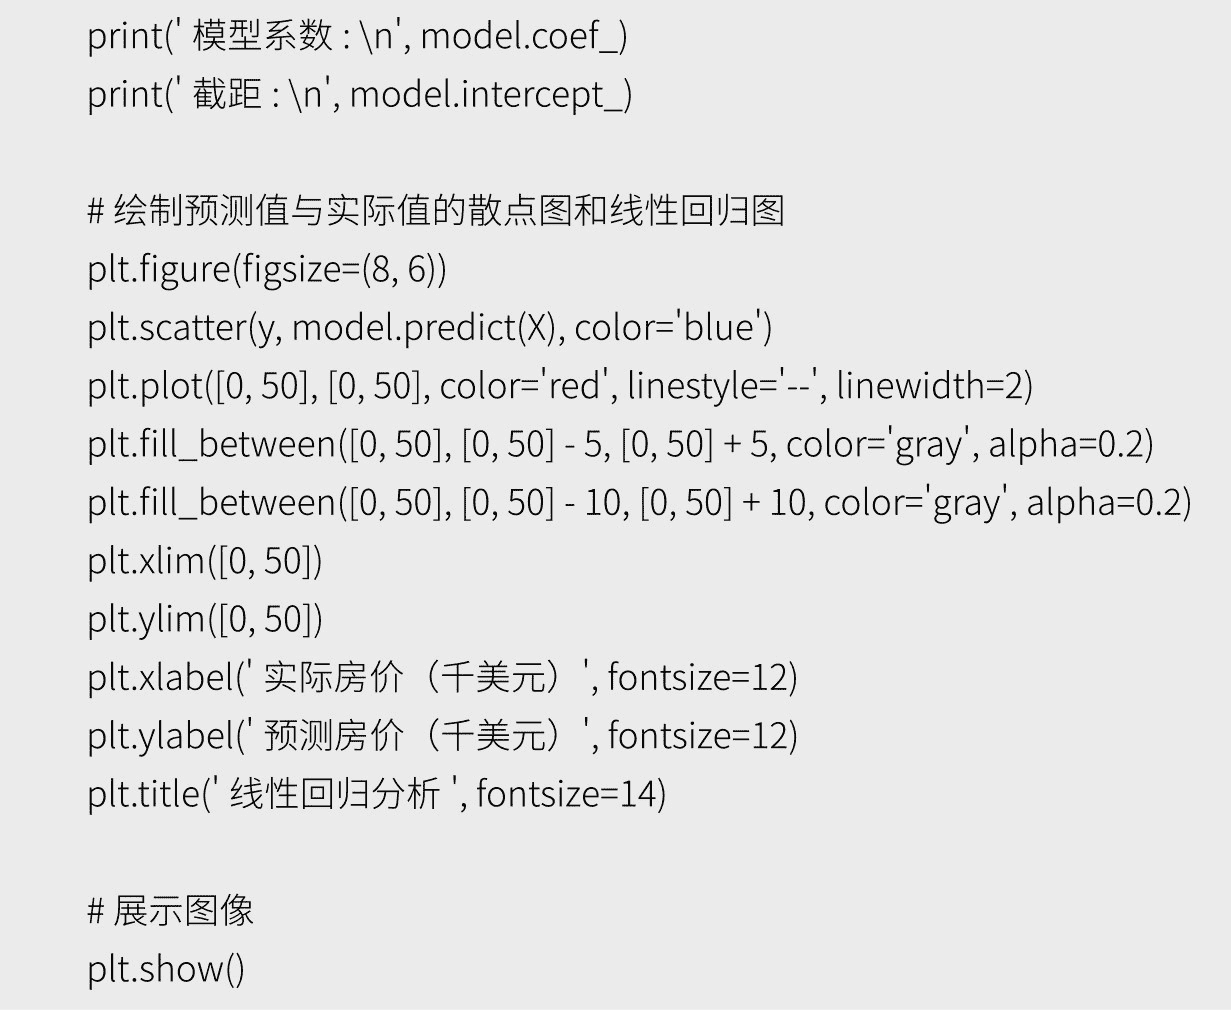 print(' 模型系数 : \n', model.coef_)
print(' 截距 : \n', model.intercept_)
# 绘制预测值与实际值的散点图和线性回归图
plt.figure(figsize=(8, 6))
plt.scatter(y, model.predict(X), color='blue')
plt.plot([0, 50], [0, 50], color='red', linestyle='--', linewidth=2)
plt.fill_between([0, 50], [0, 50] - 5, [0, 50] + 5, color='gray', alpha=0.2)
plt.fill_between([0, 50], [0, 50] - 10, [0, 50] + 10, color='gray', alpha=0.2)
plt.xlim([0, 50])
plt.ylim([0, 50])
plt.xlabel(' 实际房价（千美元）', fontsize=12)
plt.ylabel(' 预测房价（千美元）', fontsize=12)
plt.title(' 线性回归分析 ', fontsize=14)
# 展示图像
plt.show()